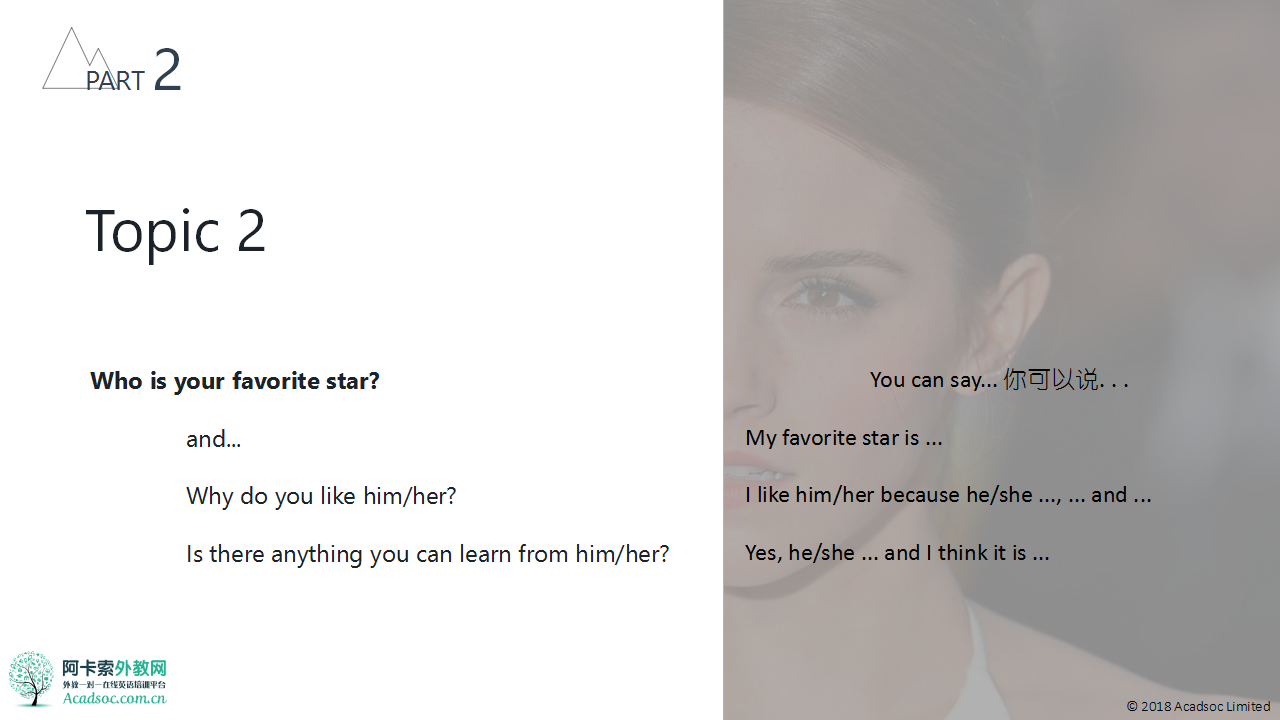 PART 2
Topic 2
Who is your favorite star?
and...
Why do you like him/her?
Is there anything you can learn from him/her?
You can say... 你可以说. . .
My favorite star is ...
I like him/her because he/she ..., ... and ...
Yes, he/she ... and I think it is ...
阿卡索外教网
外教一对一在线英语培训平台
Acadsoc.com.cn
© 2018 Acadsoc Limited